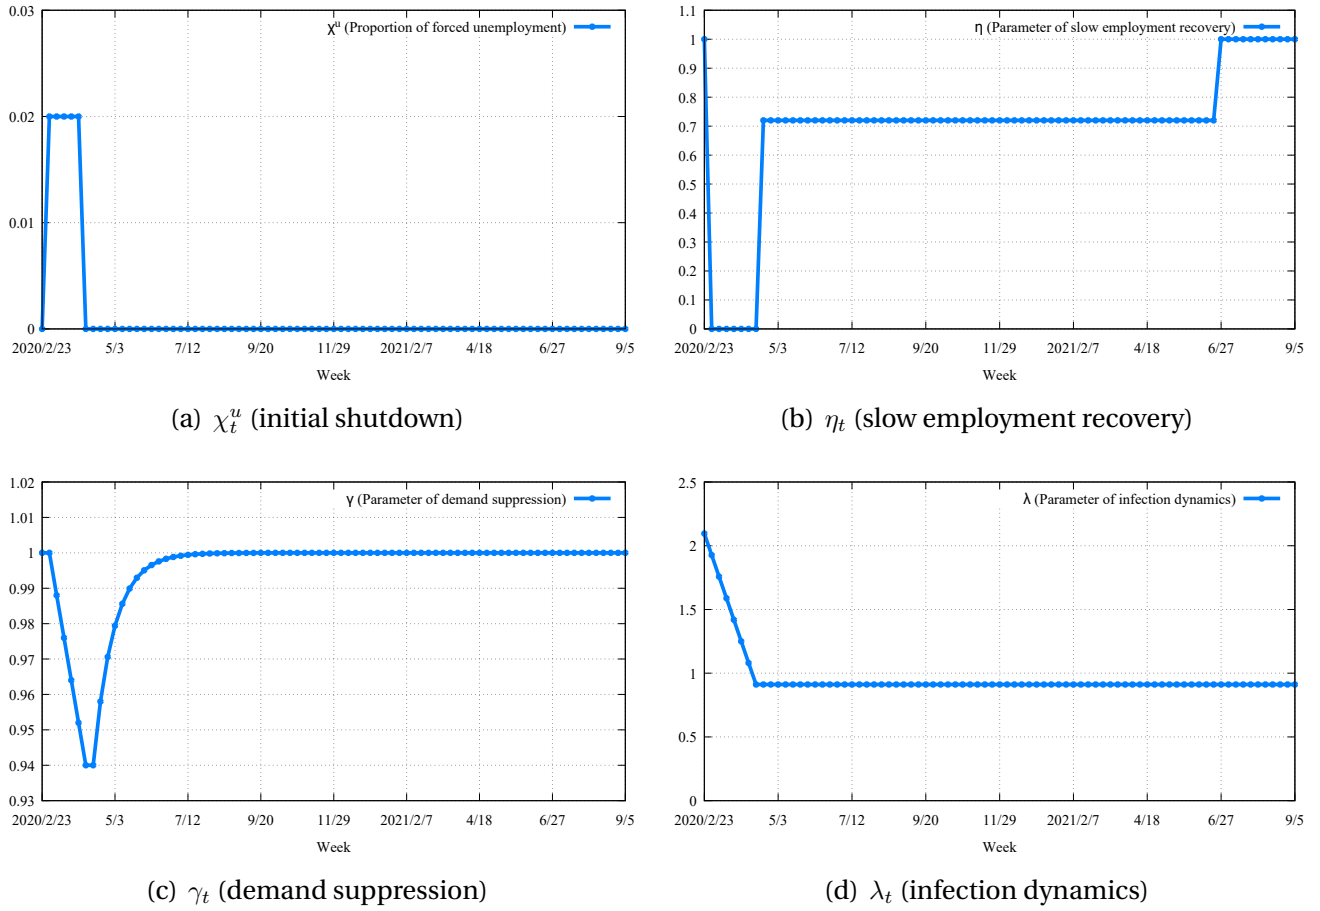 0.03
0.02
0.01
0
χᵘ (Proportion of forced unemployment)
2020/2/23 5/3 7/12 9/20 11/29 2021/2/7 4/18 6/27 9/5
Week
(a) χₜᵘ (initial shutdown)
1.1
1
0.9
0.8
0.7
0.6
0.5
0.4
0.3
0.2
0.1
0
η (Parameter of slow employment recovery)
2020/2/23 5/3 7/12 9/20 11/29 2021/2/7 4/18 6/27 9/5
Week
(b) ηₜ (slow employment recovery)
1.02
1.01
1
0.99
0.98
0.97
0.96
0.95
0.94
0.93
γ (Parameter of demand suppression)
2020/2/23 5/3 7/12 9/20 11/29 2021/2/7 4/18 6/27 9/5
Week
(c) γₜ (demand suppression)
2.5
2
1.5
1
0.5
0
λ (Parameter of infection dynamics)
2020/2/23 5/3 7/12 9/20 11/29 2021/2/7 4/18 6/27 9/5
Week
(d) λₜ (infection dynamics)